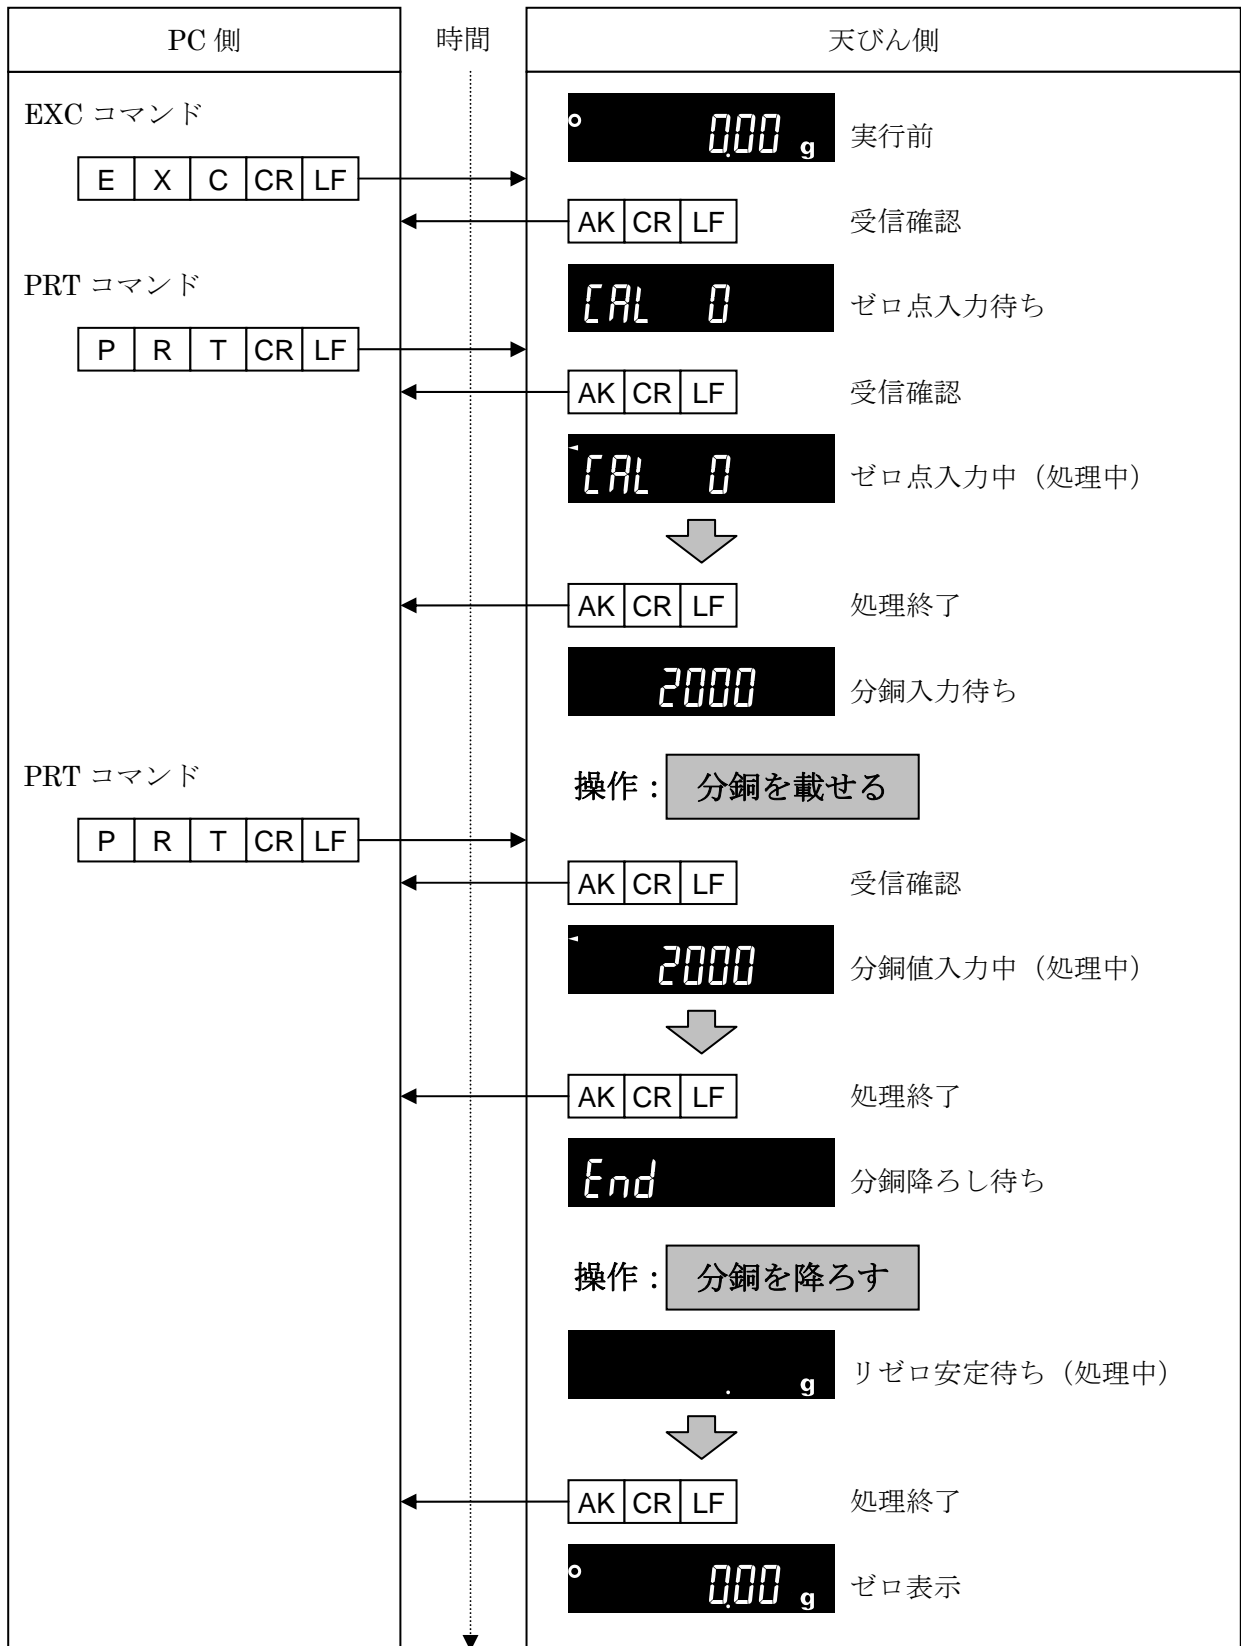 PC 側 時間 天びん側
EXC コマンド
0.00 g 実行前
E X C CR LF
AK CR LF 受信確認
PRT コマンド
CAL 0 ゼロ点入力待ち
P R T CR LF
AK CR LF 受信確認
CAL 0 ゼロ点入力中（処理中）
AK CR LF 処理終了
2000 分銅入力待ち
PRT コマンド
操作： 分銅を載せる
P R T CR LF
AK CR LF 受信確認
2000 分銅値入力中（処理中）
AK CR LF 処理終了
End 分銅降ろし待ち
操作： 分銅を降ろす
. g リゼロ安定待ち（処理中）
AK CR LF 処理終了
0.00 g ゼロ表示